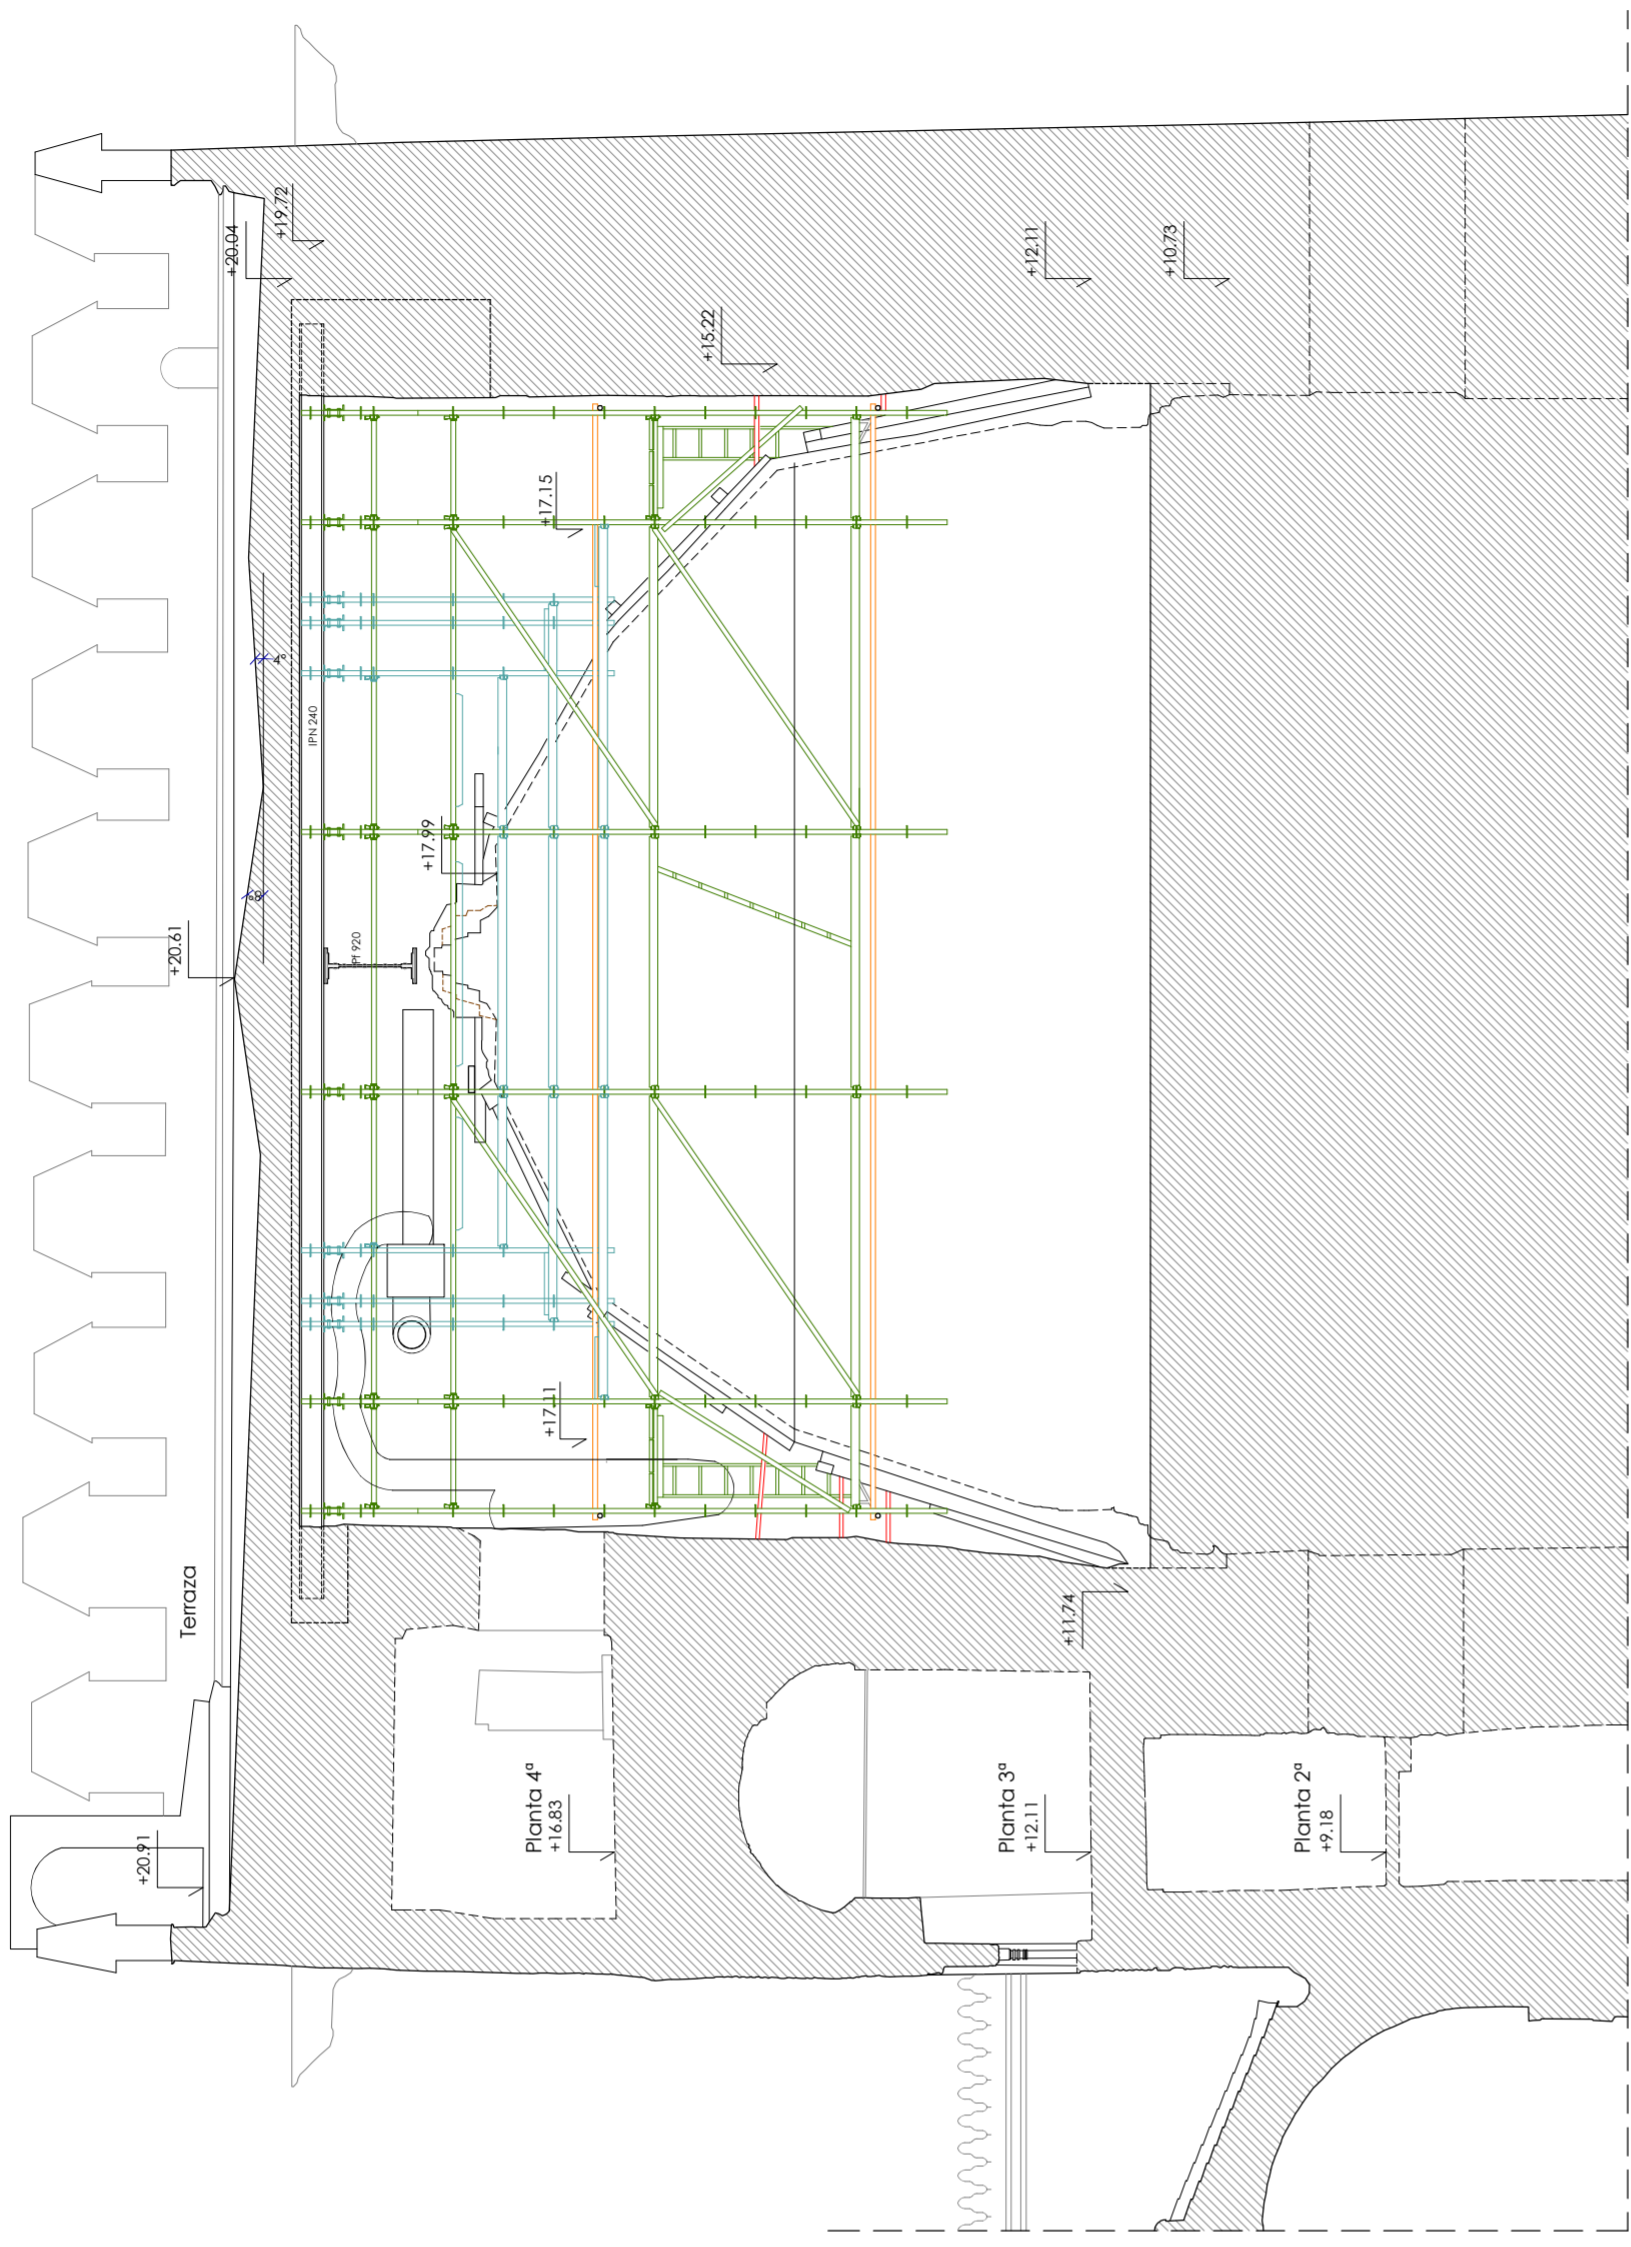 +20.91
+20.61
Terraza
+20.04
8°
4°
+19.72
IPN 240
Pf 920
+17.99
Planta 4ª
+16.83
+17.11
+17.15
+15.22
Planta 3ª
+12.11
+12.11
+11.74
+10.73
Planta 2ª
+9.18